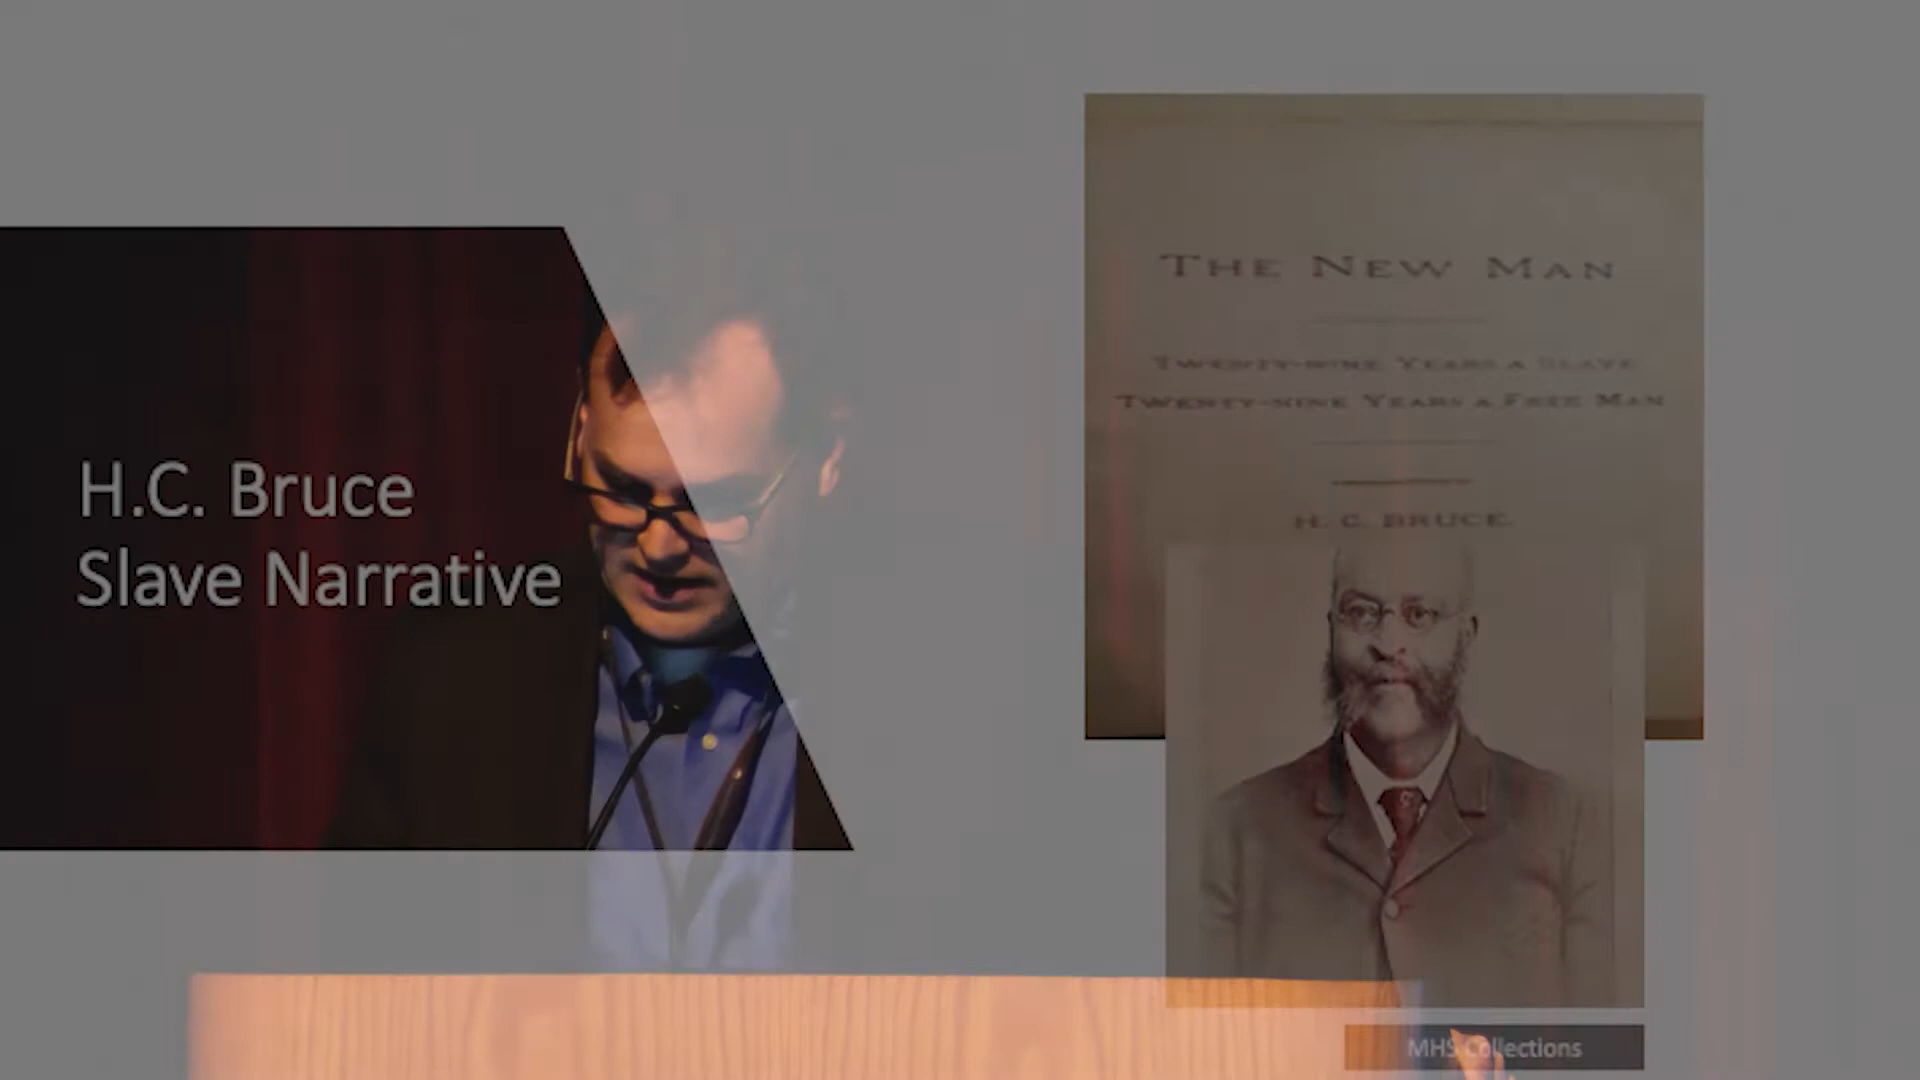 H.C. Bruce
Slave Narrative
THE NEW MAN
TWENTY-NINE YEARS A SLAVE
TWENTY-NINE YEARS A FREE MAN
H. C. BRUCE.
MHS Collections